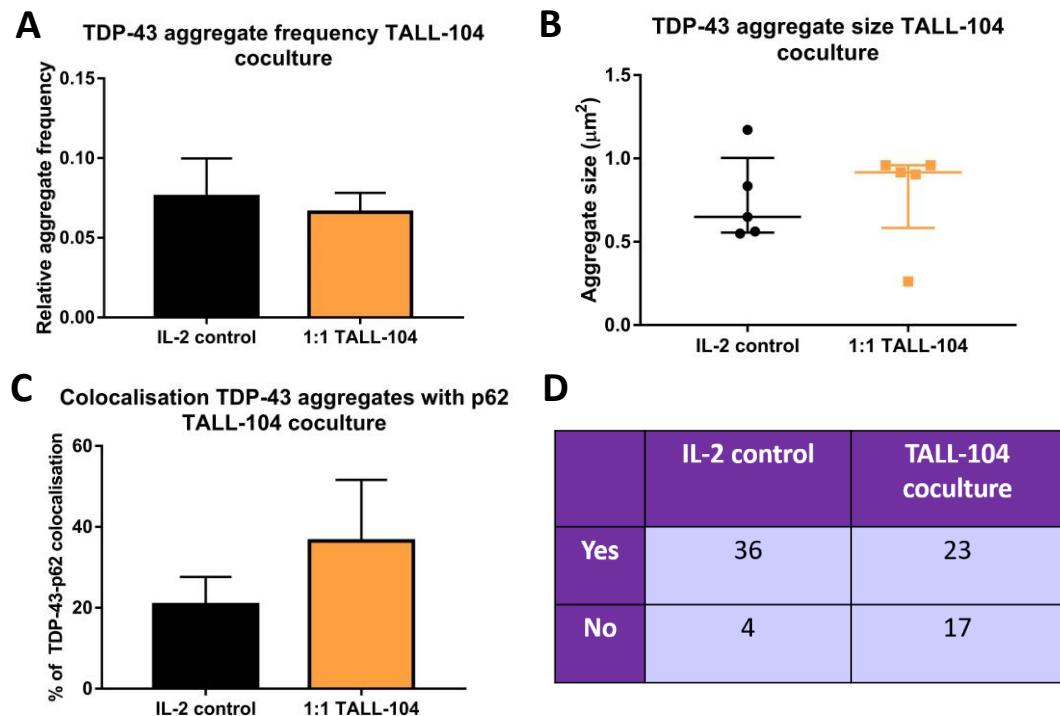 A
TDP-43 aggregate frequency TALL-104
coculture
Relative aggregate frequency
0.15
0.10
0.05
0.00
IL-2 control 1:1 TALL-104
B
TDP-43 aggregate size TALL-104
coculture
Aggregate size (μm²)
1.5
1.0
0.5
0.0
IL-2 control 1:1 TALL-104
C
Colocalisation TDP-43 aggregates with p62
TALL-104 coculture
% of TDP-43-p62 colocalisation
60
40
20
0
IL-2 control 1:1 TALL-104
D
IL-2 control TALL-104
coculture
Yes 36 23
No 4 17